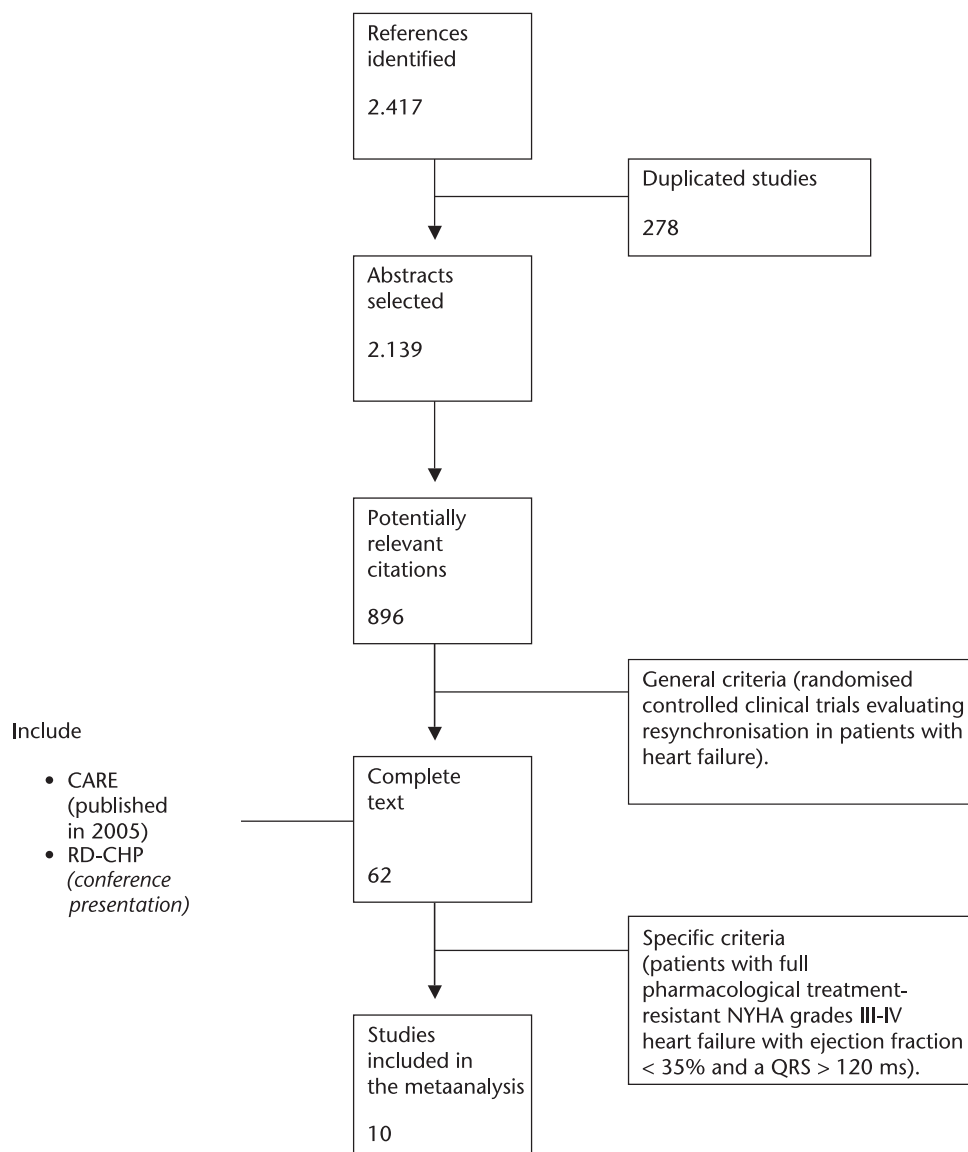 References
identified
2.417
Duplicated studies
278
Abstracts
selected
2.139
Potentially
relevant
citations
896
General criteria (randomised
controlled clinical trials evaluating
resynchronisation in patients with
heart failure).
Include
• CARE
(published
in 2005)
• RD-CHP
(conference
presentation)
Complete
text
62
Specific criteria
(patients with full
pharmacological treatment-
resistant NYHA grades III-IV
heart failure with ejection fraction
< 35% and a QRS > 120 ms).
Studies
included in
the metaanalysis
10